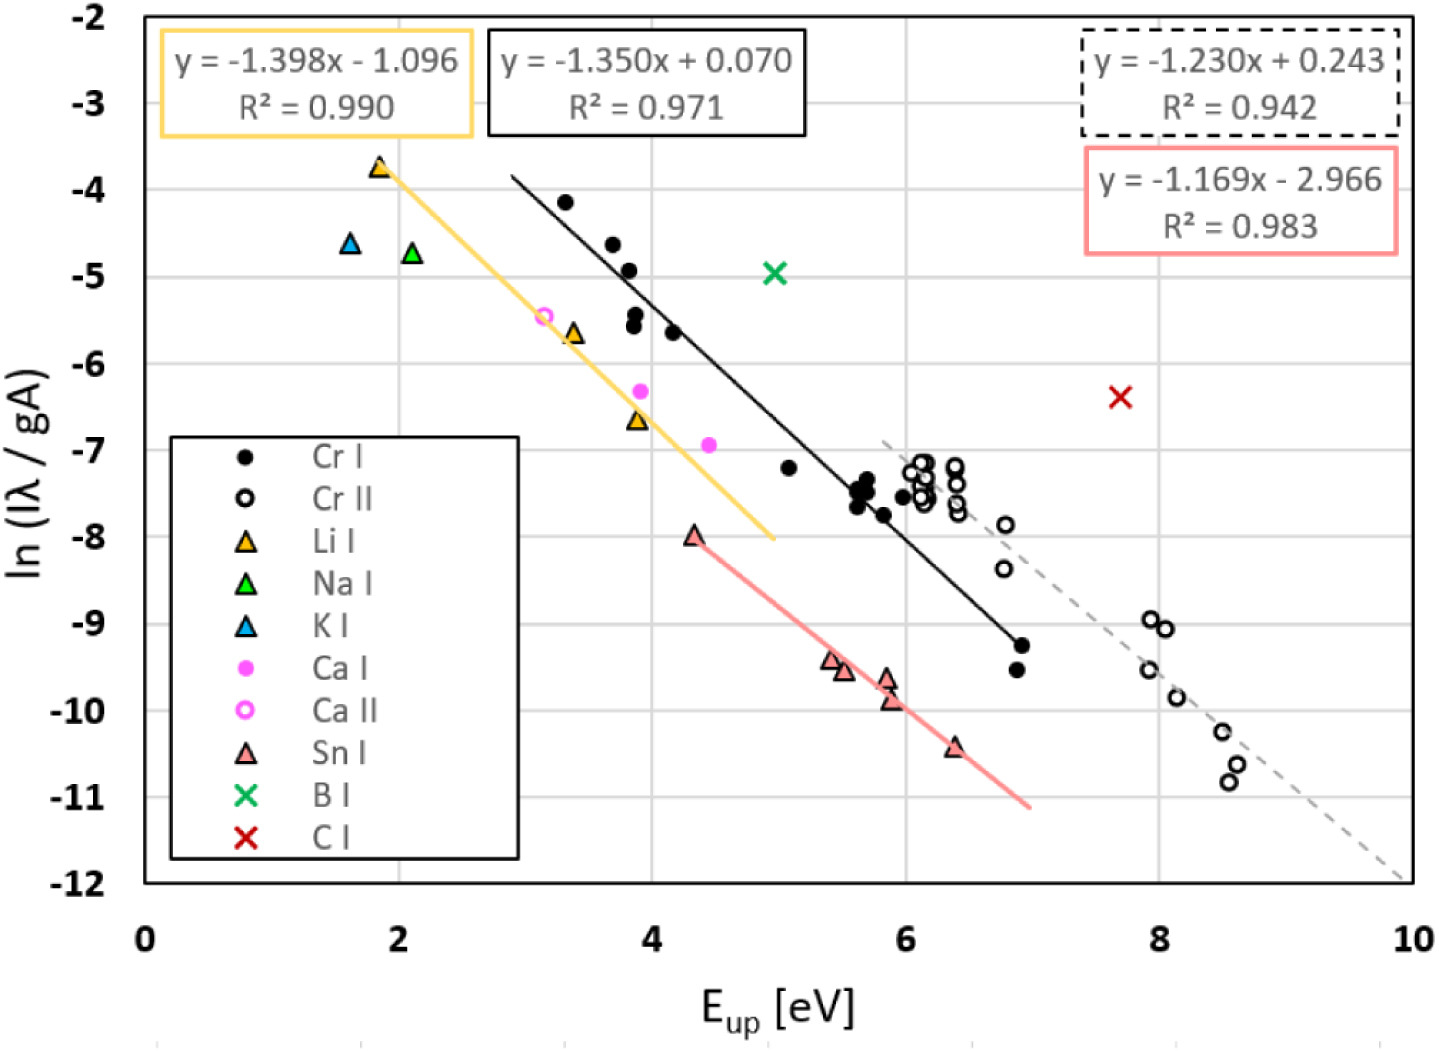 y = -1.398x - 1.096
R² = 0.990
y = -1.350x + 0.070
R² = 0.971
y = -1.230x + 0.243
R² = 0.942
y = -1.169x - 2.966
R² = 0.983
-2
-3
-4
-5
-6
-7
-8
-9
-10
-11
-12
ln (Iλ / gA)
Cr I
Cr II
Li I
Na I
K I
Ca I
Ca II
Sn I
B I
C I
0 2 4 6 8 10
Eup [eV]